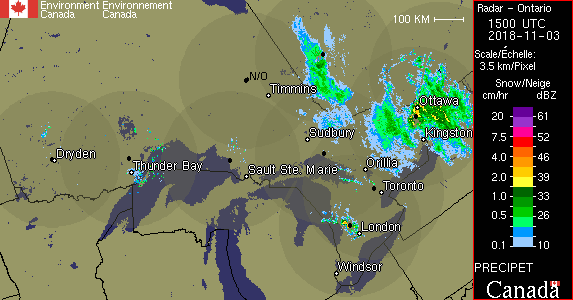 Environment Environnement
Canada Canada
100 KM
N/O
Timmins
Ottawa
Sudbury
Kingston
Dryden
Thunder Bay
Sault Ste. Marie
Orillia
Toronto
London
Windsor
Radar - Ontario
1500 UTC
2018-11-03
Scale/Échelle:
3.5 km/Pixel
Snow/Neige
cm/hr dBZ
20 61
7.5 52
4.0 46
2.0 39
1.0 33
0.5 26
0.1 10
PRECIPET
Canada